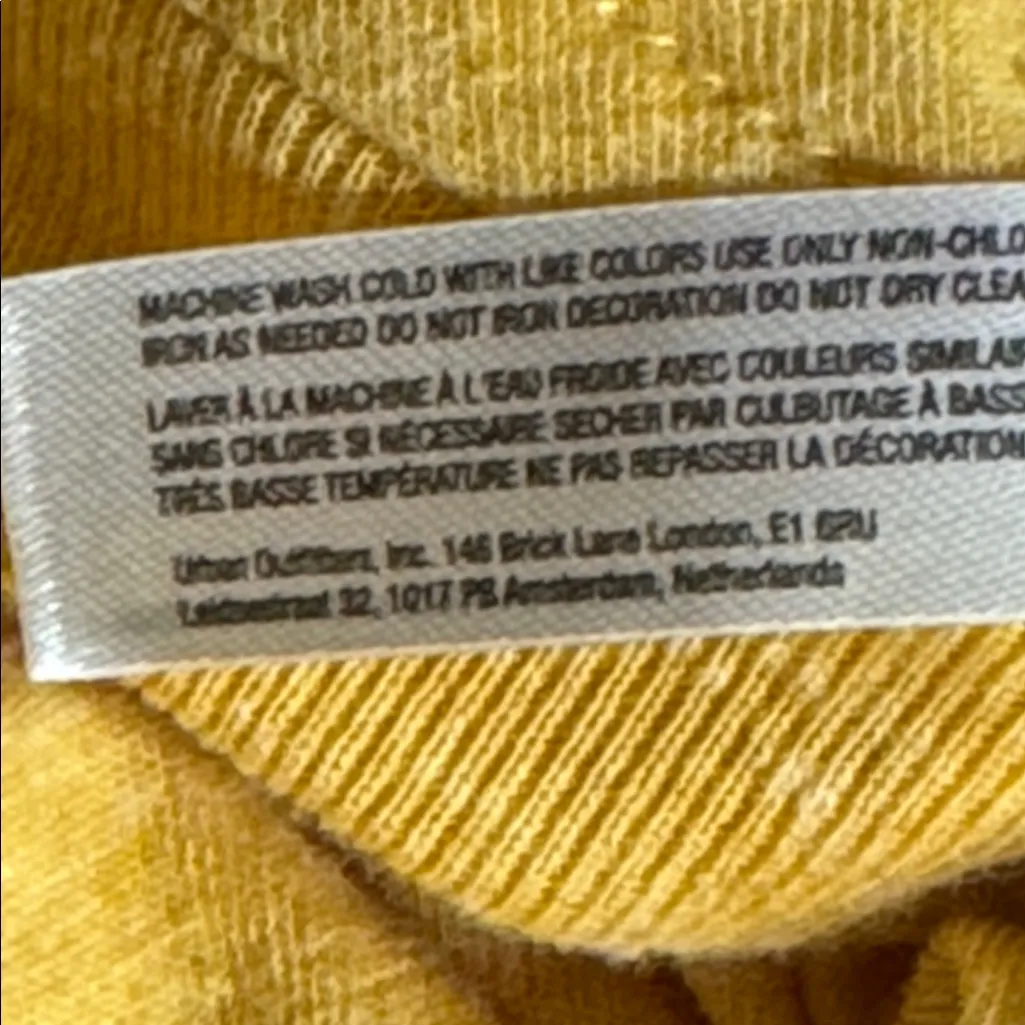 MACHINE WASH COLD WITH LIKE COLORS USE ONLY NON-CHLO
IRON AS NEEDED DO NOT IRON DECORATION DO NOT DRY CLEA
LAVER À LA MACHINE À L'EAU FROIDE AVEC COULEURS SIMILAIR
SANS CHLORE SI NÉCESSAIRE SECHER PAR CULBUTAGE À BASS
TRÈS BASSE TEMPÉRATURE NE PAS REPASSER LA DÉCORATION
Urban Outfitters, Inc. 146 Brick Lane London, E1 6RU
32, 1017 PB Amsterdam, Netherlands